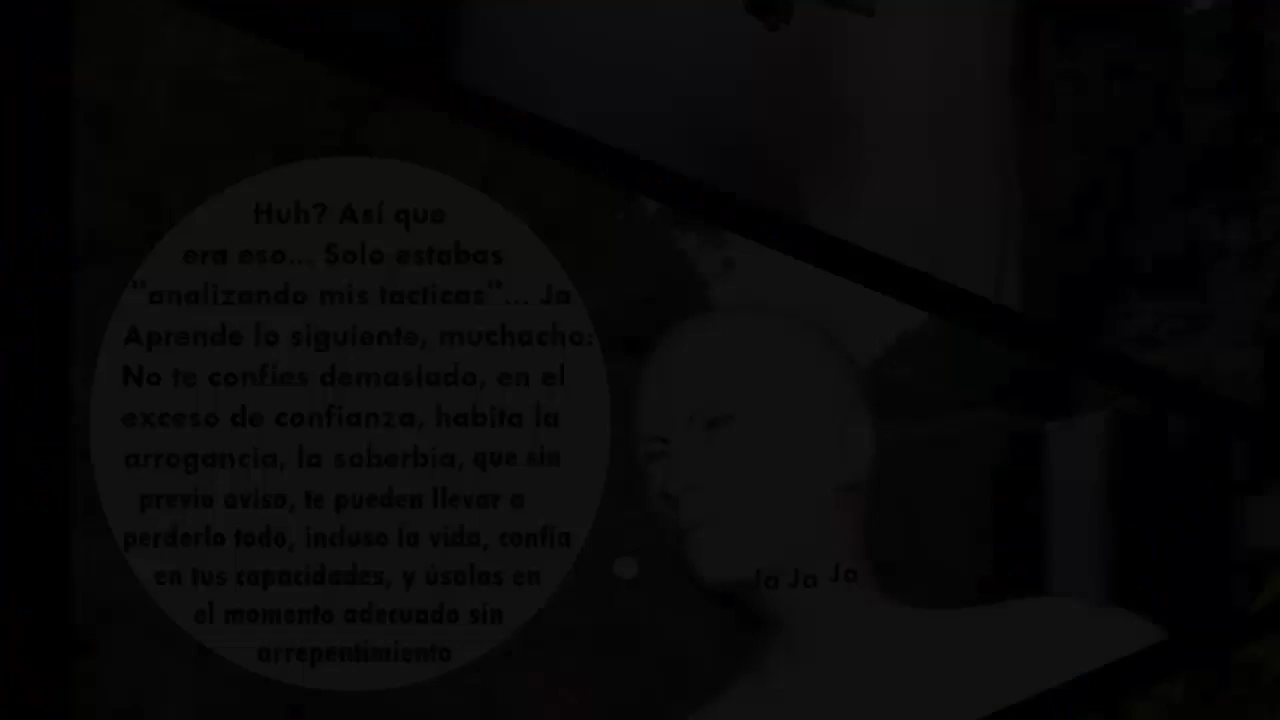 Huh? Así que
era eso... Solo estabas
"analizando mis tacticas"... Ja
Aprende lo siguiente, muchacho:
No te confies demasiado, en el
exceso de confianza, habita la
arrogancia, la soberbia, que sin
previo aviso, te pueden llevar a
perderlo todo, incluso la vida, confia
en tus capacidades, y úsalas en
el momento adecuado sin
arrepentimiento
Ja Ja Ja